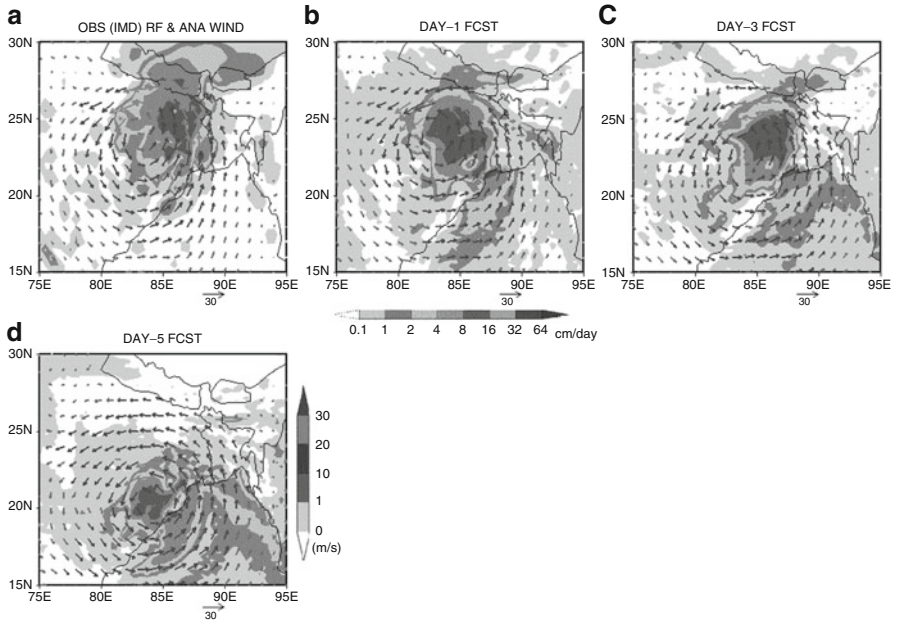 a
OBS (IMD) RF & ANA WIND
30N
25N
20N
15N
75E 80E 85E 90E 95E
30
b
DAY–1 FCST
30N
25N
20N
15N
75E 80E 85E 90E 95E
30
C
DAY–3 FCST
30N
25N
20N
15N
75E 80E 85E 90E 95E
30
0.1 1 2 4 8 16 32 64 cm/day
d
DAY–5 FCST
30N
25N
20N
15N
75E 80E 85E 90E 95E
30
30
20
10
1
0
(m/s)